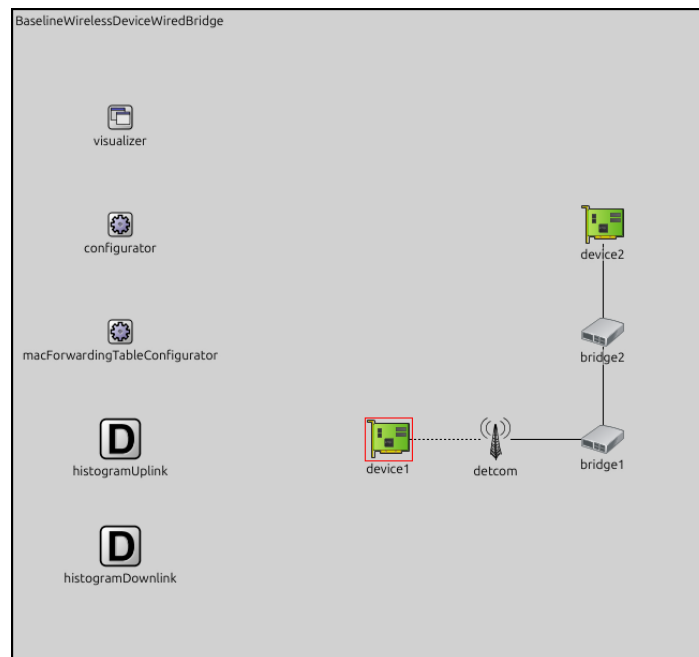 BaselineWirelessDeviceWiredBridge
visualizer
configurator
device2
macForwardingTableConfigurator
bridge2
D
histogramUplink
device1
detcom
bridge1
D
histogramDownlink